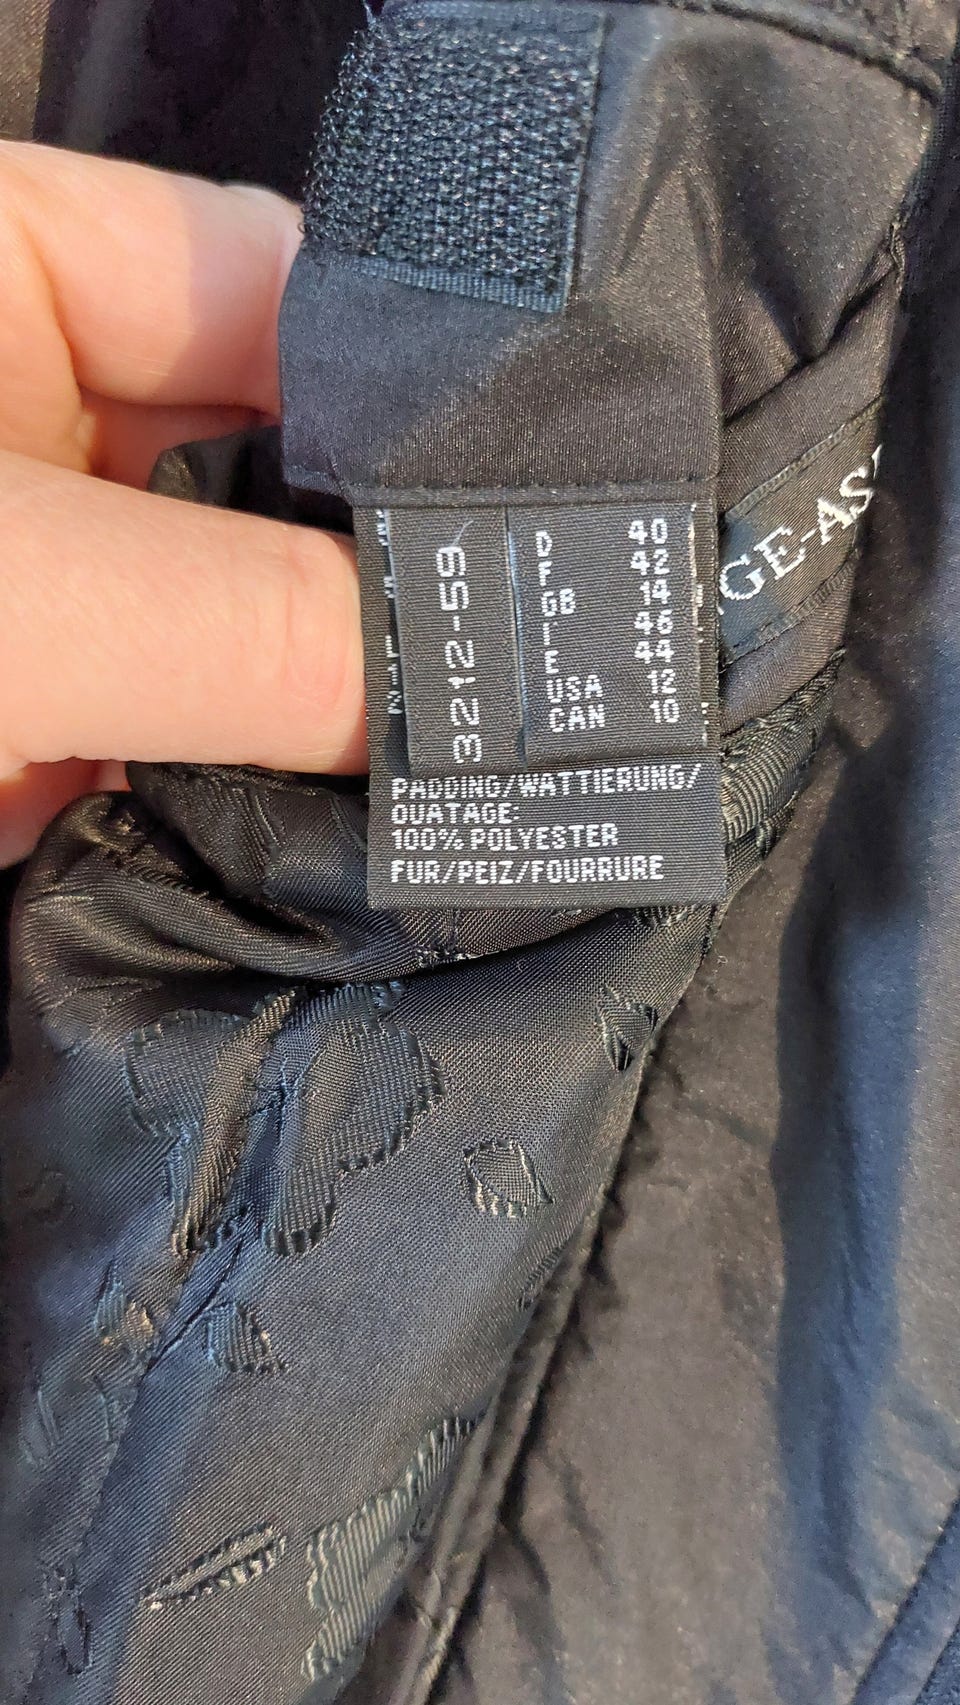 3212-59
D 40
F 42
GB 14
I 46
E 44
USA 12
CAN 10
PADDING/WATTIERUNG/
OUATAGE:
100% POLYESTER
FUR/PElZ/FOURRURE
GE-AS